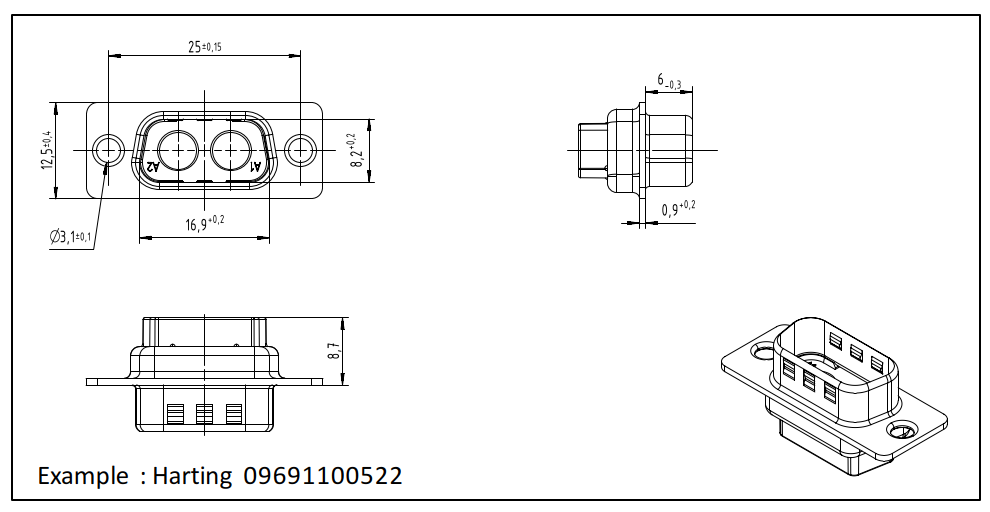 25±0,15
6-0,3
12,5±0,4
A2
A1
8,2+0,2
Ø3,1±0,1
16,9+0,2
0,9+0,2
8,7
Example : Harting 09691100522